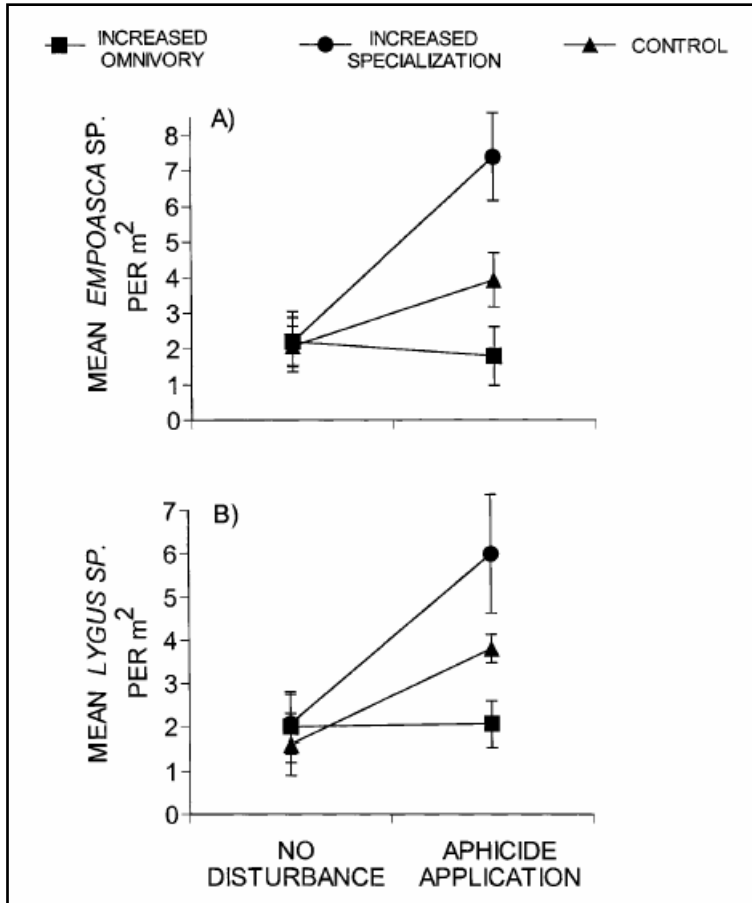 INCREASED
OMNIVORY
INCREASED
SPECIALIZATION
CONTROL
A)
MEAN EMPOASCA SP.
PER m2
8
7
6
5
4
3
2
1
0
B)
MEAN LYGUS SP.
PER m2
7
6
5
4
3
2
1
0
NO
DISTURBANCE
APHICIDE
APPLICATION